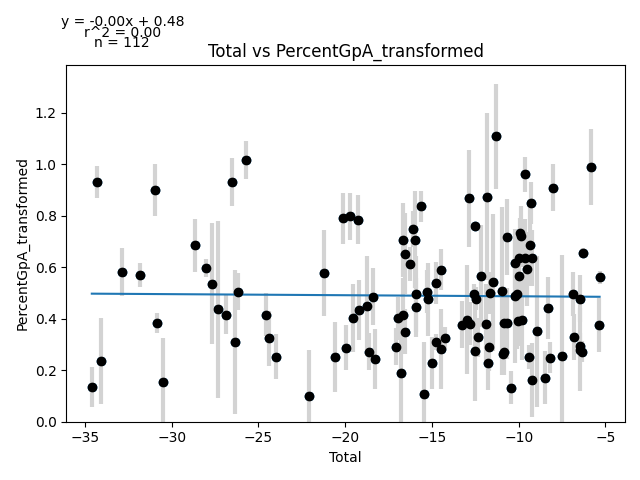 y = -0.00x + 0.48
r^2 = 0.00
n = 112
Total vs PercentGpA_transformed
PercentGpA_transformed
1.2
1.0
0.8
0.6
0.4
0.2
0.0
−35 −30 −25 −20 −15 −10 −5
Total